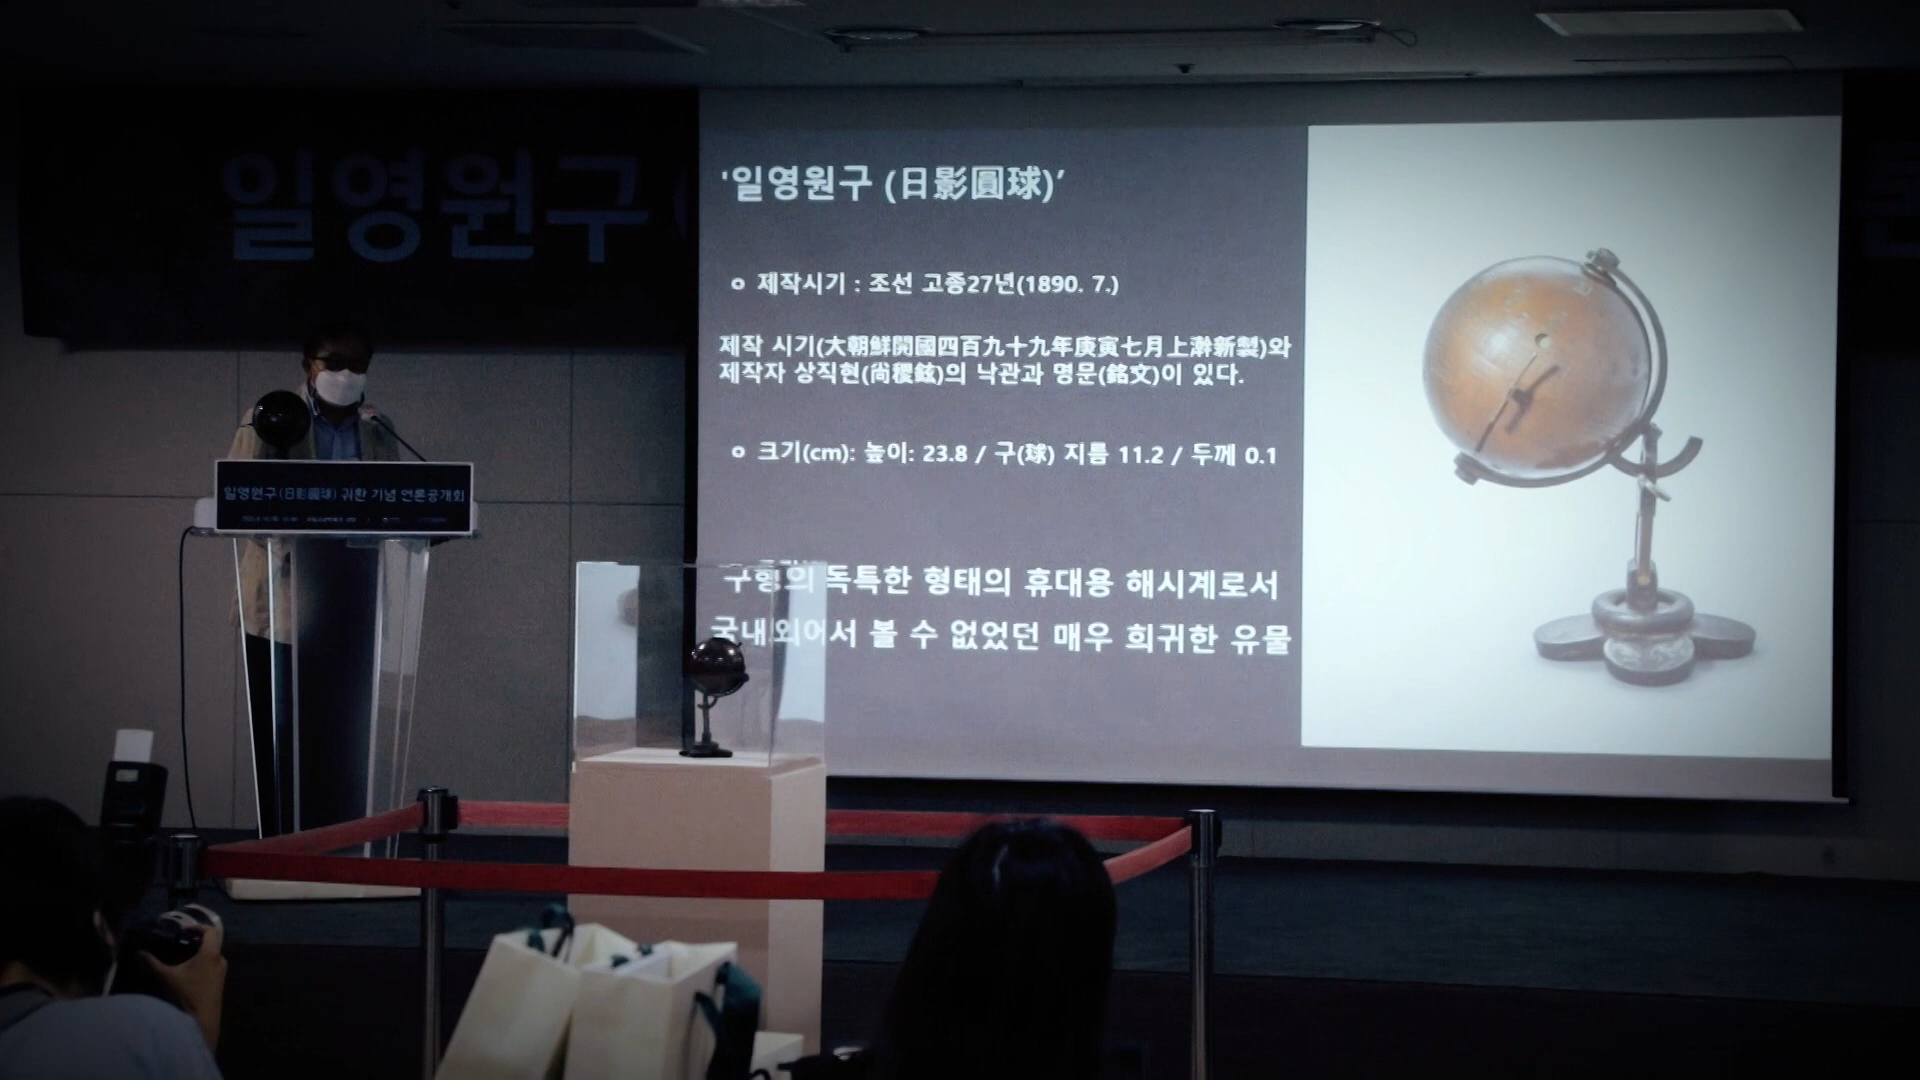 일영원구
'일영원구 (日影圓球)'
제작시기 : 조선 고종27년(1890. 7.)
제작 시기(大朝鮮開國四百九十九年庚寅七月上澣新製)와
제작자 상직현(尙稷鉉)의 낙관과 명문(銘文)이 있다.
크기(cm): 높이: 23.8 / 구(球) 지름 11.2 / 두께 0.1
구형의 독특한 형태의 휴대용 해시계로서
국내외어서 볼 수 없었던 매우 희귀한 유물
일영원구(日影圓球) 귀환 기념 언론공개회